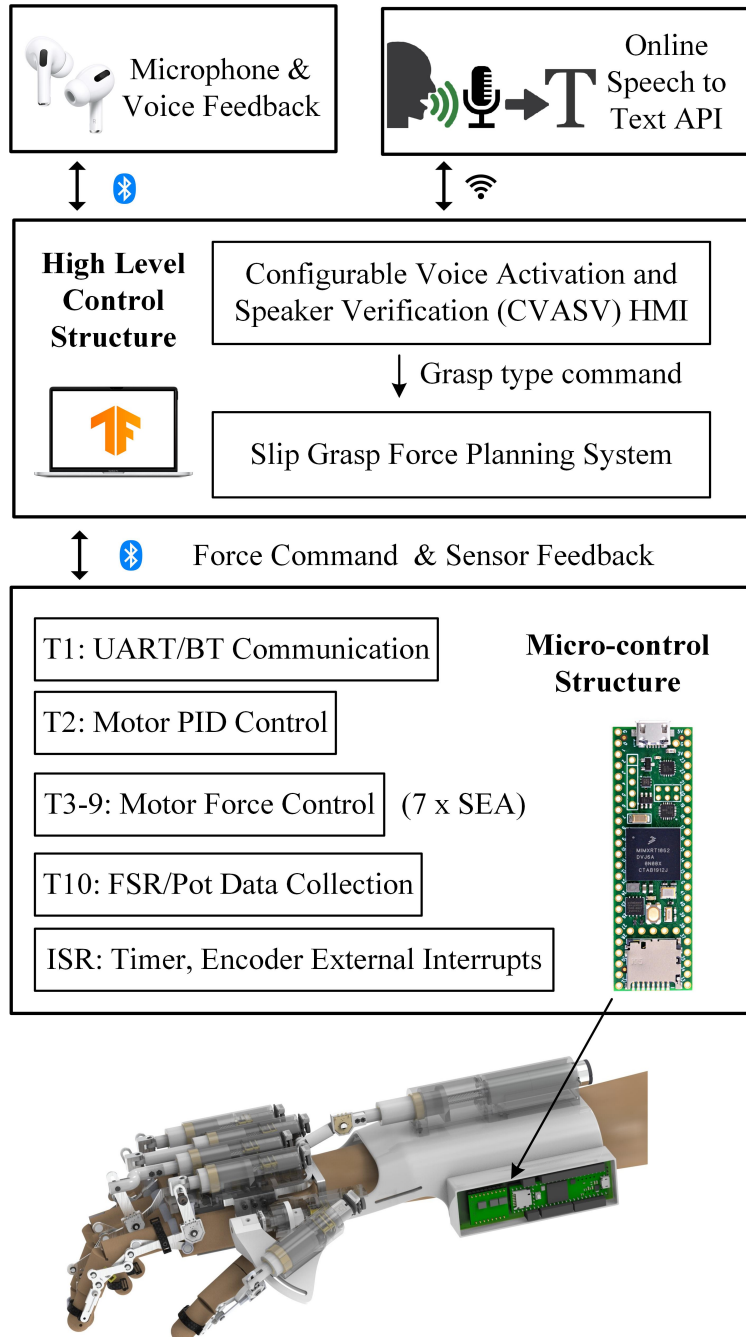 Microphone &
Voice Feedback
Online
Speech to
Text API
T
High Level
Control
Structure
Configurable Voice Activation and
Speaker Verification (CVASV) HMI
Grasp type command
Slip Grasp Force Planning System
Force Command & Sensor Feedback
T1: UART/BT Communication
Micro-control
Structure
T2: Motor PID Control
T3-9: Motor Force Control (7 x SEA)
T10: FSR/Pot Data Collection
ISR: Timer, Encoder External Interrupts
MIMXRT1062
DVJ6A
CTAB1912J